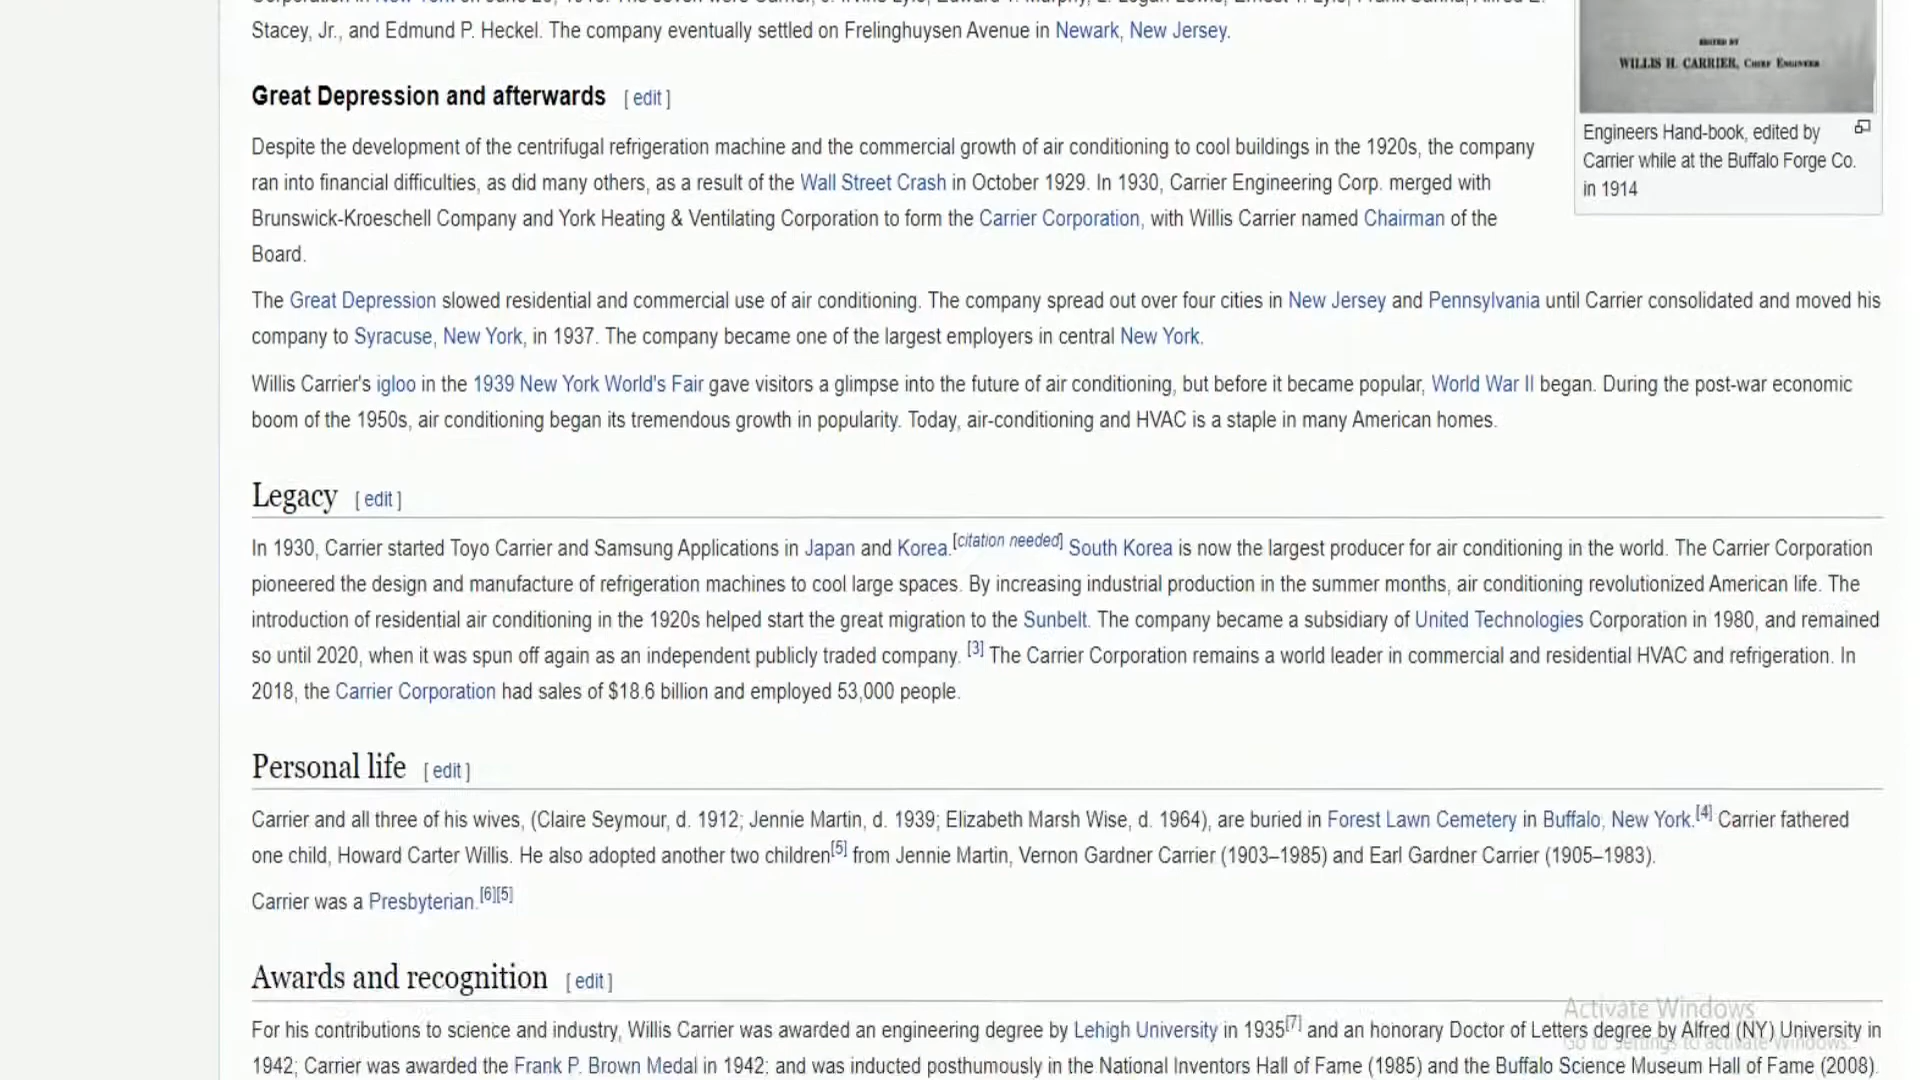 Stacey, Jr., and Edmund P. Heckel. The company eventually settled on Frelinghuysen Avenue in Newark, New Jersey.
EDITED BY
WILLIS H. CARRIER, CHIEF ENGINEER
Engineers Hand-book, edited by
Carrier while at the Buffalo Forge Co.
in 1914
Great Depression and afterwards [ edit ]
Despite the development of the centrifugal refrigeration machine and the commercial growth of air conditioning to cool buildings in the 1920s, the company
ran into financial difficulties, as did many others, as a result of the Wall Street Crash in October 1929. In 1930, Carrier Engineering Corp. merged with
Brunswick-Kroeschell Company and York Heating & Ventilating Corporation to form the Carrier Corporation, with Willis Carrier named Chairman of the
Board.
The Great Depression slowed residential and commercial use of air conditioning. The company spread out over four cities in New Jersey and Pennsylvania until Carrier consolidated and moved his
company to Syracuse, New York, in 1937. The company became one of the largest employers in central New York.
Willis Carrier's igloo in the 1939 New York World's Fair gave visitors a glimpse into the future of air conditioning, but before it became popular, World War II began. During the post-war economic
boom of the 1950s, air conditioning began its tremendous growth in popularity. Today, air-conditioning and HVAC is a staple in many American homes.
Legacy [ edit ]
In 1930, Carrier started Toyo Carrier and Samsung Applications in Japan and Korea.[citation needed] South Korea is now the largest producer for air conditioning in the world. The Carrier Corporation
pioneered the design and manufacture of refrigeration machines to cool large spaces. By increasing industrial production in the summer months, air conditioning revolutionized American life. The
introduction of residential air conditioning in the 1920s helped start the great migration to the Sunbelt. The company became a subsidiary of United Technologies Corporation in 1980, and remained
so until 2020, when it was spun off again as an independent publicly traded company. [3] The Carrier Corporation remains a world leader in commercial and residential HVAC and refrigeration. In
2018, the Carrier Corporation had sales of $18.6 billion and employed 53,000 people.
Personal life [ edit ]
Carrier and all three of his wives, (Claire Seymour, d. 1912; Jennie Martin, d. 1939; Elizabeth Marsh Wise, d. 1964), are buried in Forest Lawn Cemetery in Buffalo, New York.[4] Carrier fathered
one child, Howard Carter Willis. He also adopted another two children[5] from Jennie Martin, Vernon Gardner Carrier (1903–1985) and Earl Gardner Carrier (1905–1983).
Carrier was a Presbyterian.[6][5]
Awards and recognition [ edit ]
For his contributions to science and industry, Willis Carrier was awarded an engineering degree by Lehigh University in 1935[7] and an honorary Doctor of Letters degree by Alfred (NY) University in
1942; Carrier was awarded the Frank P. Brown Medal in 1942; and was inducted posthumously in the National Inventors Hall of Fame (1985) and the Buffalo Science Museum Hall of Fame (2008).
Activate Windows
Go to Settings to activate Windows.